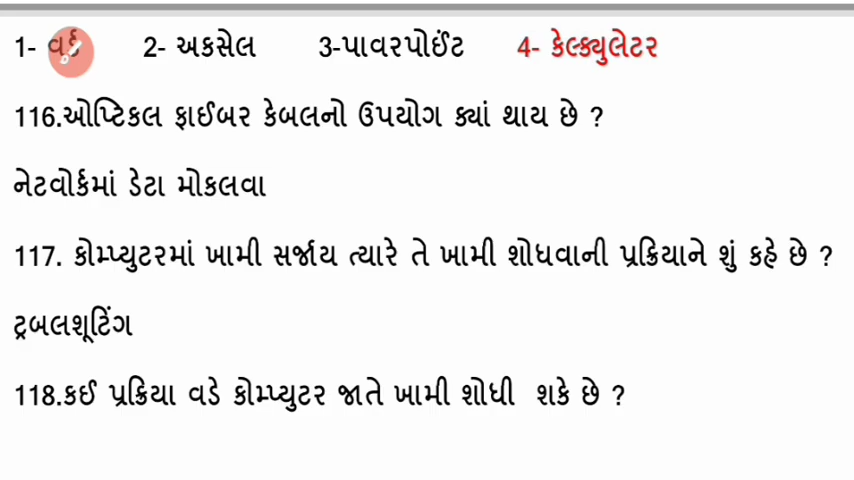 1- વર્ડ 2- અકસેલ 3-પાવરપોઈંટ 4- કેલ્ક્યુલેટર
116.ઓપ્ટિકલ ફાઈબર કેબલનો ઉપયોગ ક્યાં થાય છે ?
નેટવોર્કમાં ડેટા મોકલવા
117. કોમ્પ્યુટરમાં ખામી સર્જાય ત્યારે તે ખામી શોધવાની પ્રક્રિયાને શું કહે છે ?
ટ્રબલશૂટિંગ
118.કઈ પ્રક્રિયા વડે કોમ્પ્યુટર જાતે ખામી શોધી શકે છે ?